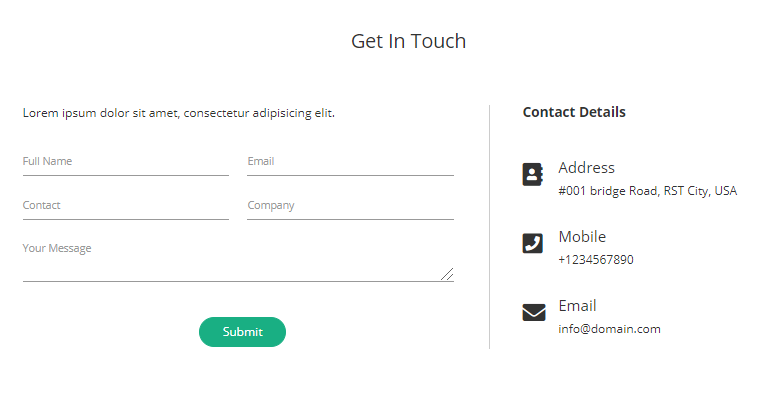 Get In Touch
Lorem ipsum dolor sit amet, consectetur adipisicing elit.
Full Name
Email
Contact
Company
Your Message
Submit
Contact Details
Address
#001 bridge Road, RST City, USA
Mobile
+1234567890
Email
info@domain.com